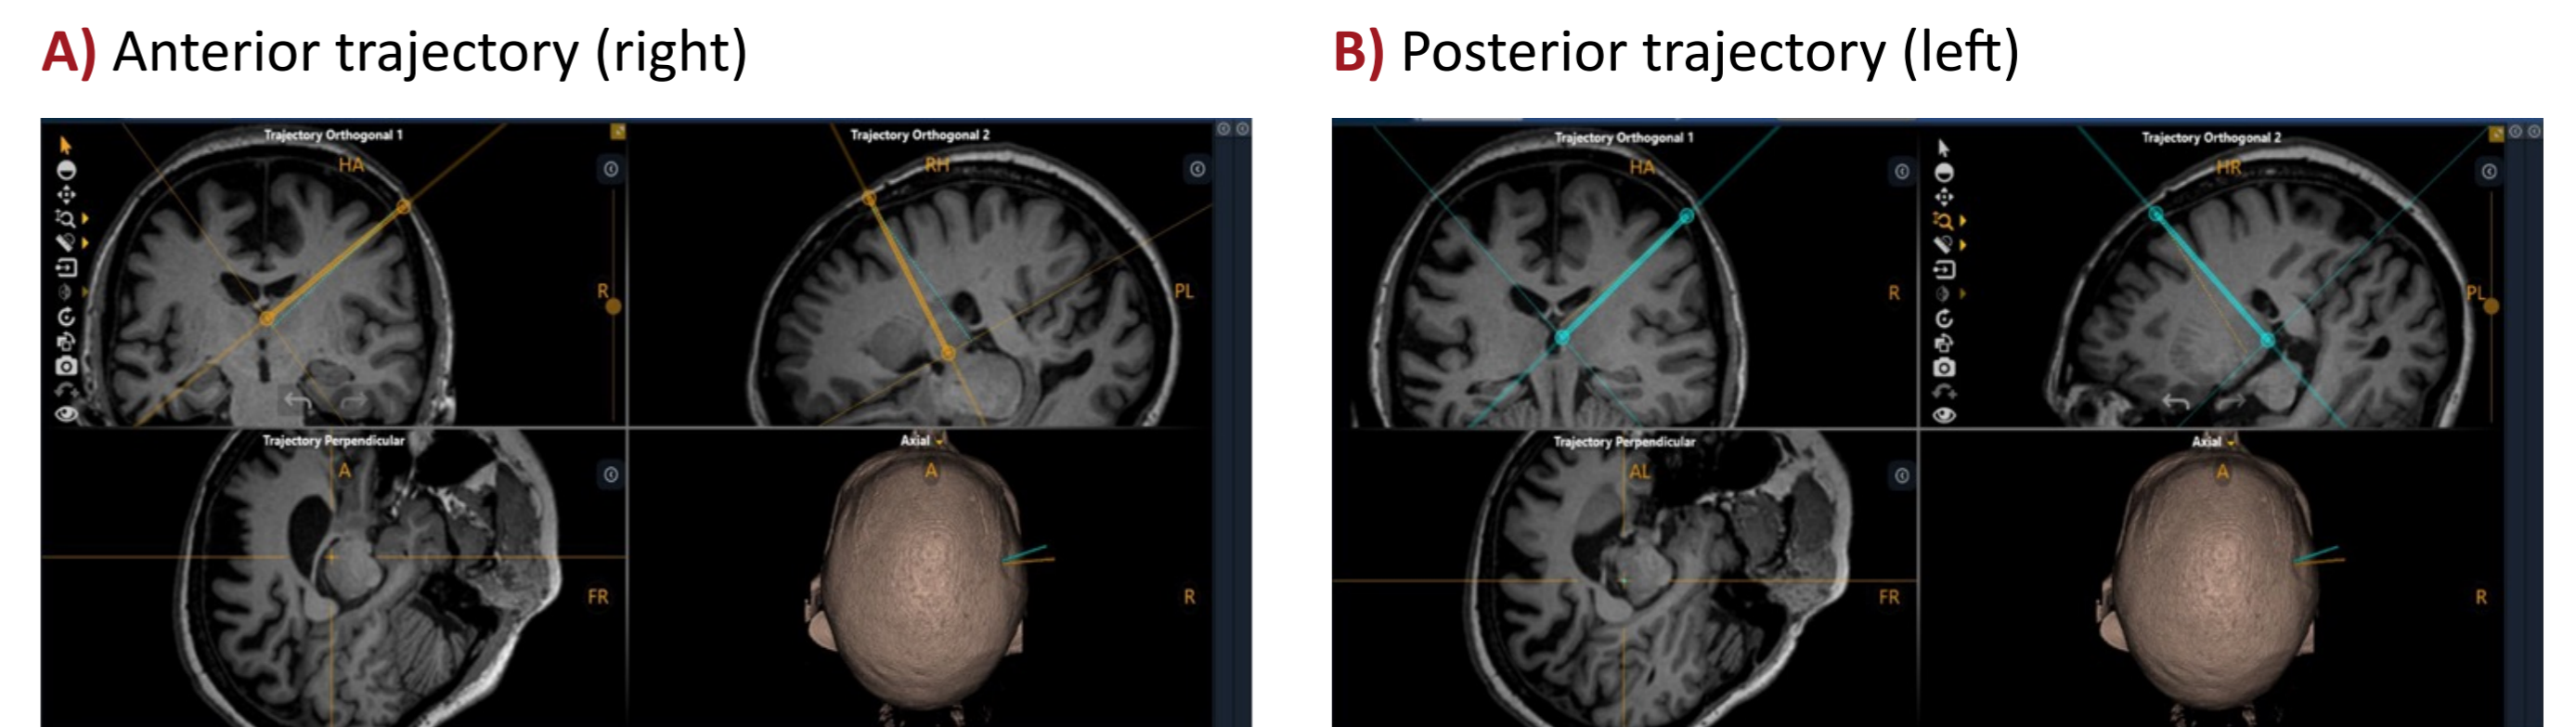 A) Anterior trajectory (right)
B) Posterior trajectory (left)
Trajectory Orthogonal 1
HA
R
Trajectory Orthogonal 2
RH
PL
Trajectory Perpendicular
A
FR
Axial
A
R
Trajectory Orthogonal 1
HA
R
Trajectory Orthogonal 2
HR
PL
Trajectory Perpendicular
AL
FR
Axial
A
R